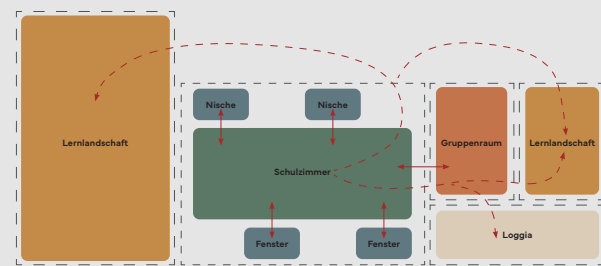 Nische
Nische
Lernlandschaft
Gruppenraum
Lernlandschaft
Schulzimmer
Loggia
Fenster
Fenster